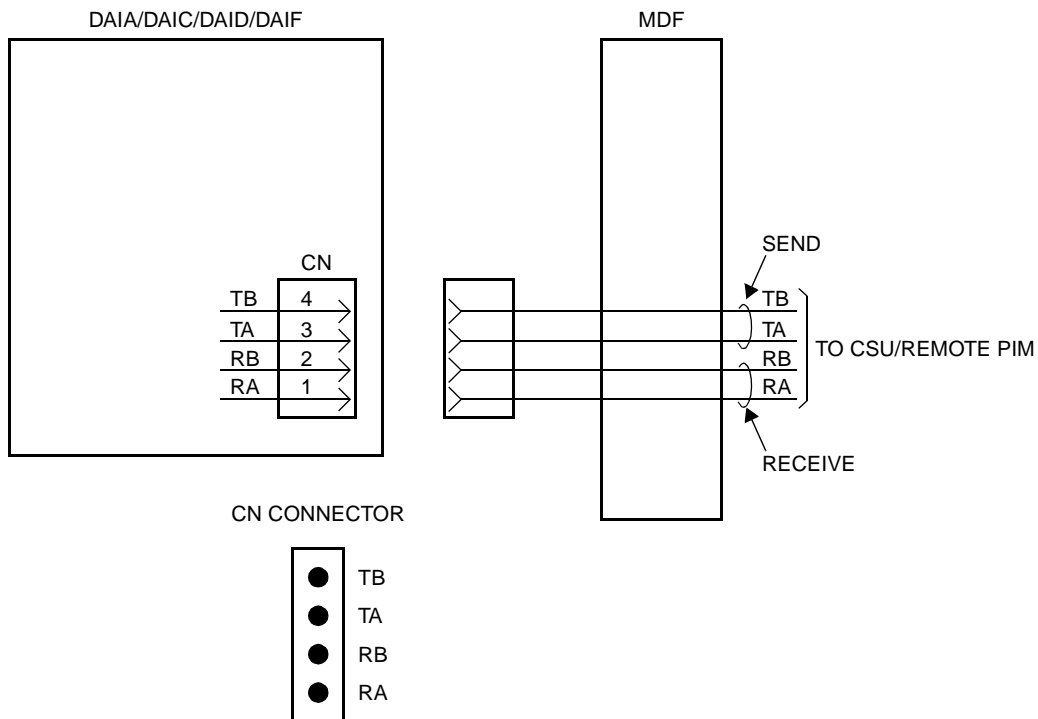 DAIA/DAIC/DAID/DAIF
MDF
SEND
CN
TB 4 TB
TA 3 TA
RB 2 RB
RA 1 RA
TO CSU/REMOTE PIM
RECEIVE
CN CONNECTOR
TB
TA
RB
RA